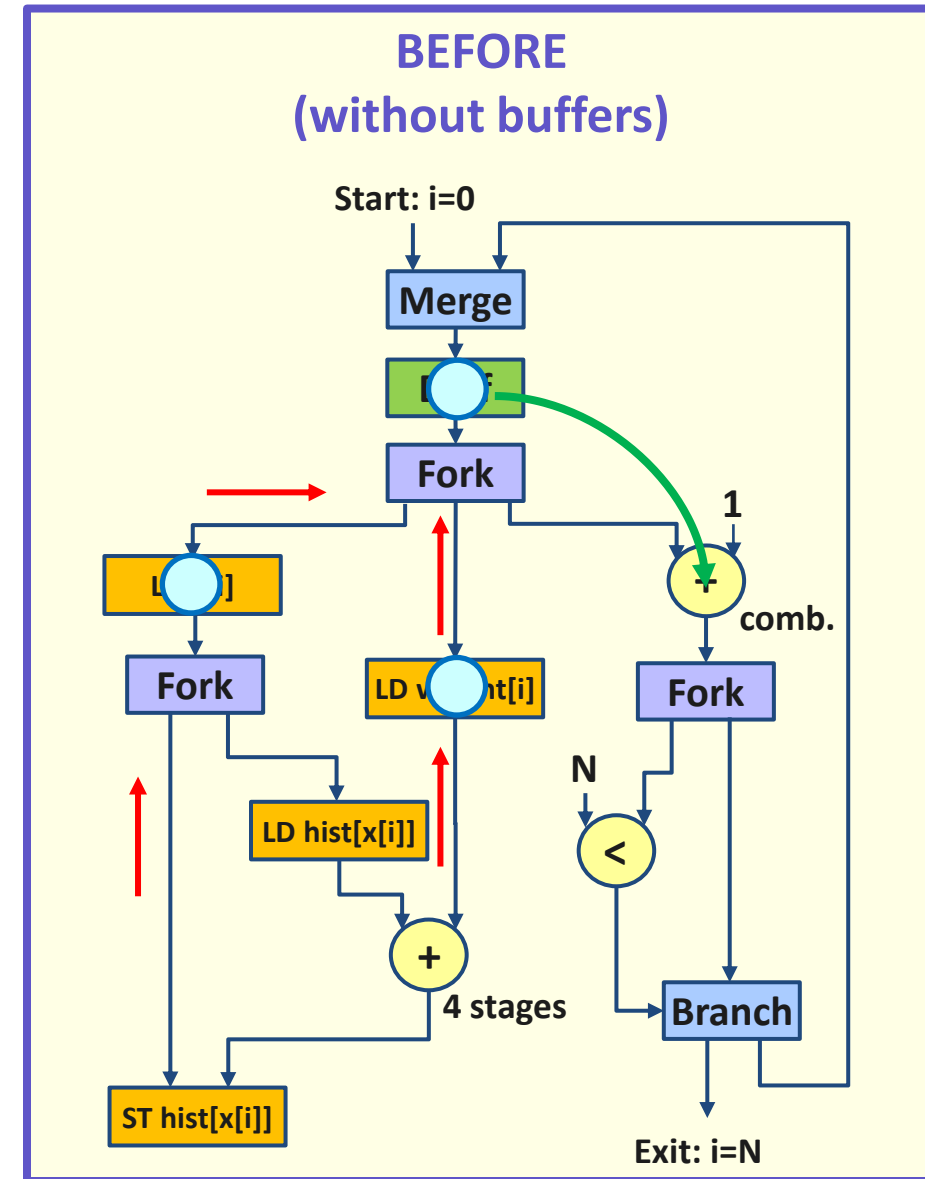 BEFORE
(without buffers)
Start: i=0
Merge
Fork
1
+
comb.
Fork
LD
Fork
N
LD hist[x[i]]
<
+
4 stages
Branch
ST hist[x[i]]
Exit: i=N